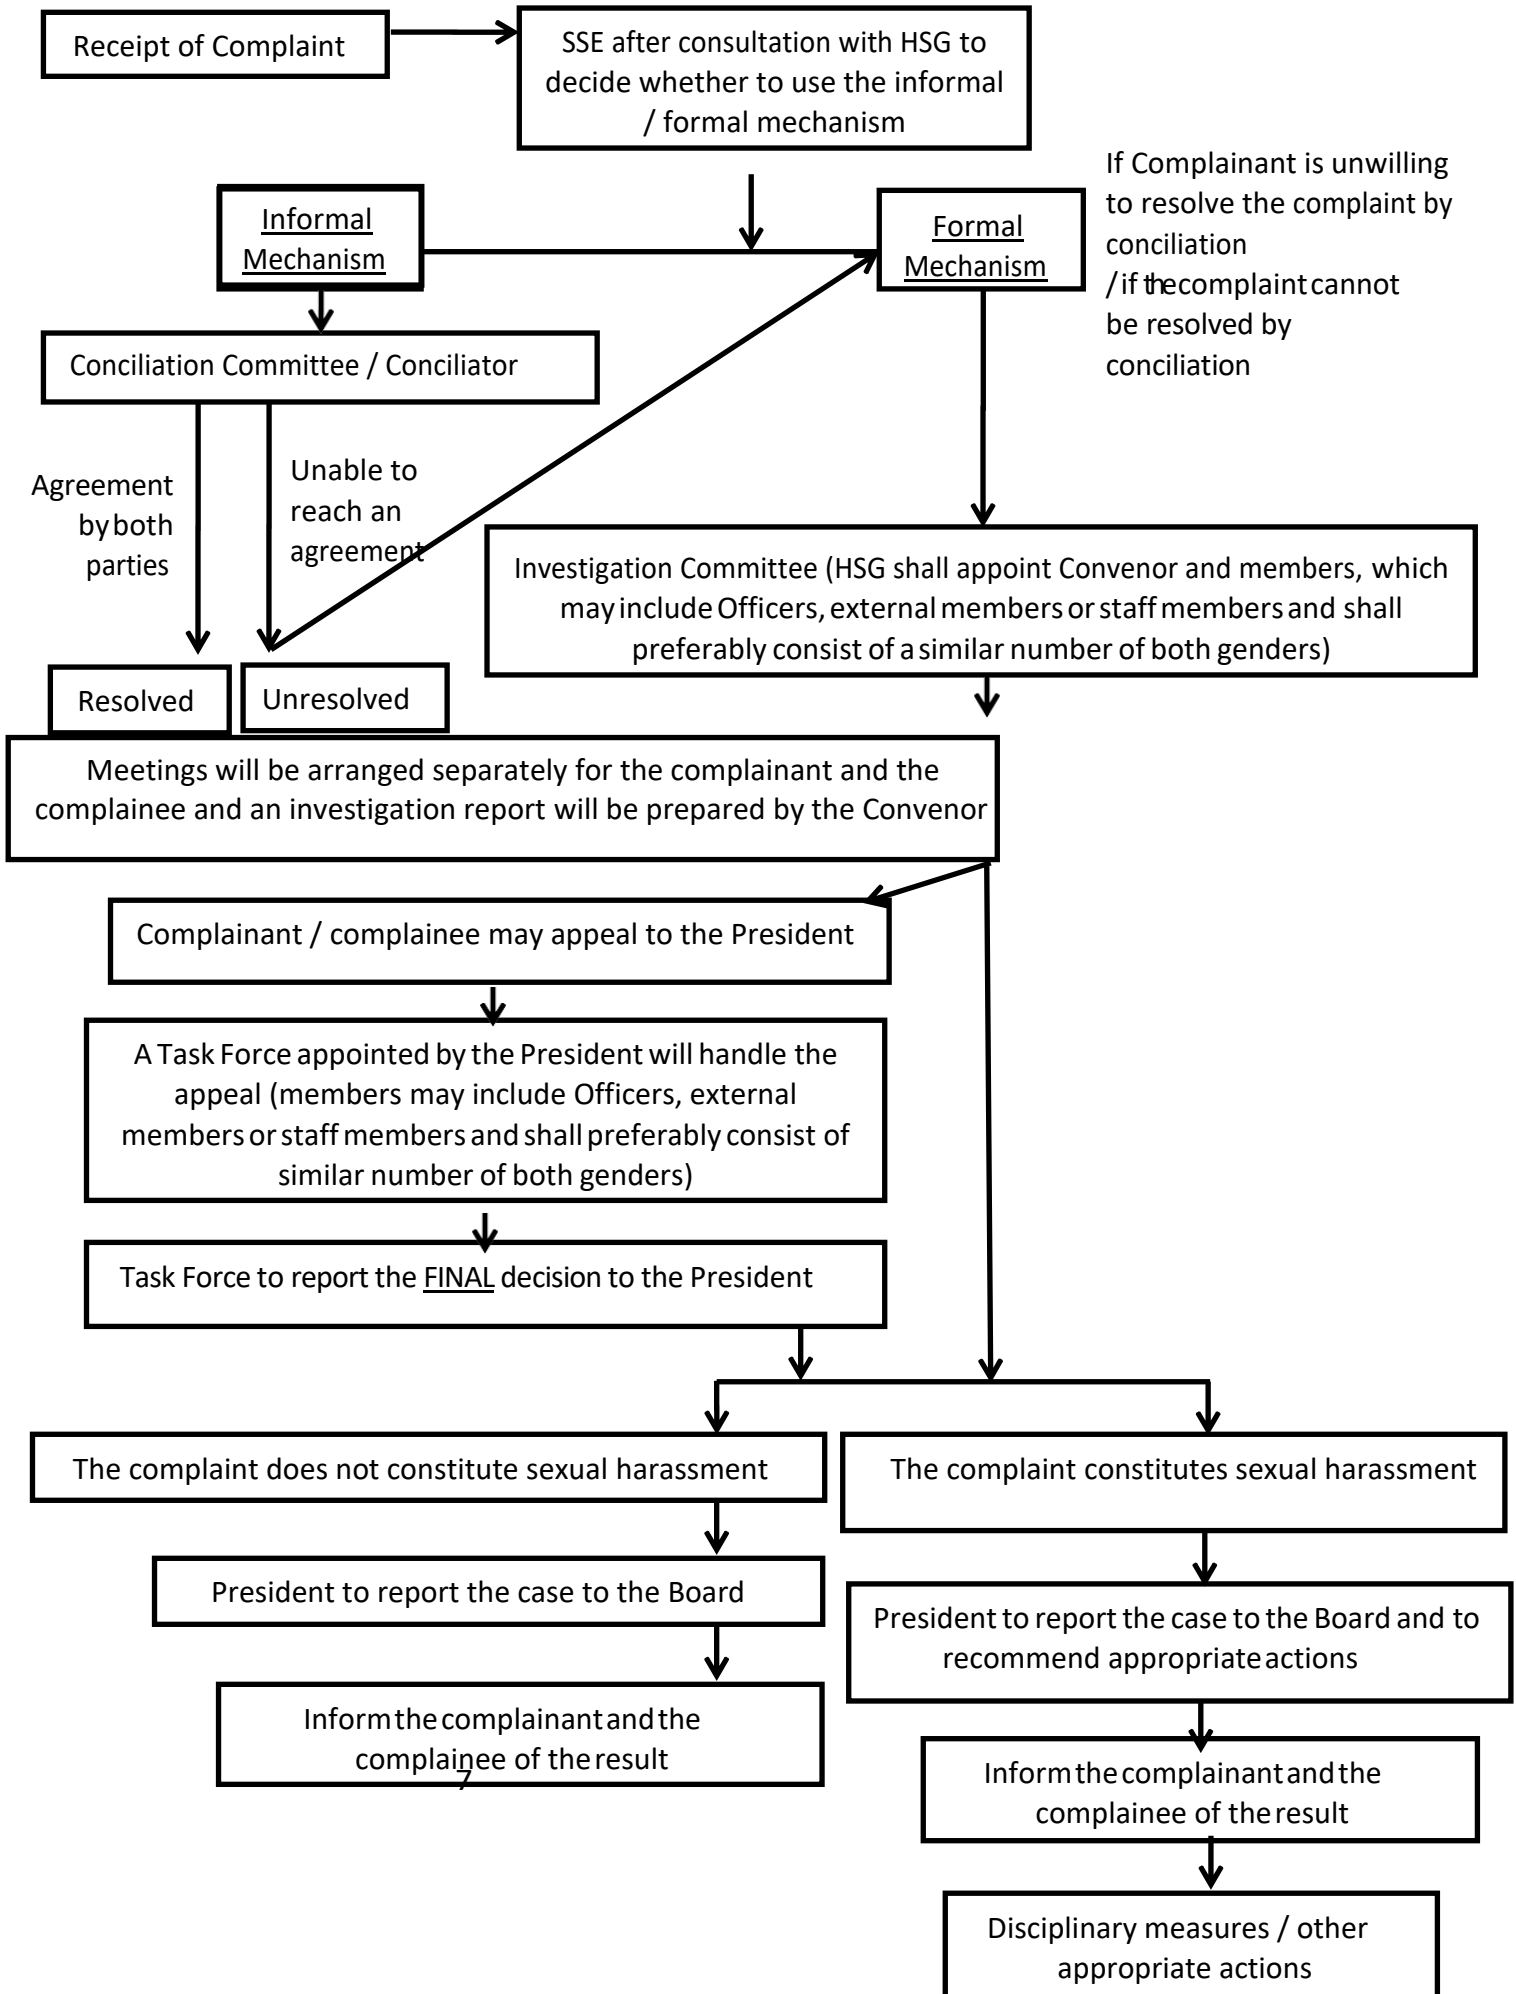 Receipt of Complaint
SSE after consultation with HSG to
decide whether to use the informal
/ formal mechanism
If Complainant is unwilling
to resolve the complaint by
conciliation
/ if the complaint cannot
be resolved by
conciliation
Informal
Mechanism
Formal
Mechanism
Conciliation Committee / Conciliator
Agreement
by both
parties
Unable to
reach an
agreement
Investigation Committee (HSG shall appoint Convenor and members, which
may include Officers, external members or staff members and shall
preferably consist of a similar number of both genders)
Resolved
Unresolved
Meetings will be arranged separately for the complainant and the
complainee and an investigation report will be prepared by the Convenor
Complainant / complainee may appeal to the President
A Task Force appointed by the President will handle the
appeal (members may include Officers, external
members or staff members and shall preferably consist of
similar number of both genders)
Task Force to report the FINAL decision to the President
The complaint does not constitute sexual harassment
The complaint constitutes sexual harassment
President to report the case to the Board
President to report the case to the Board and to
recommend appropriate actions
Inform the complainant and the
complainee of the result
7
Inform the complainant and the
complainee of the result
Disciplinary measures / other
appropriate actions